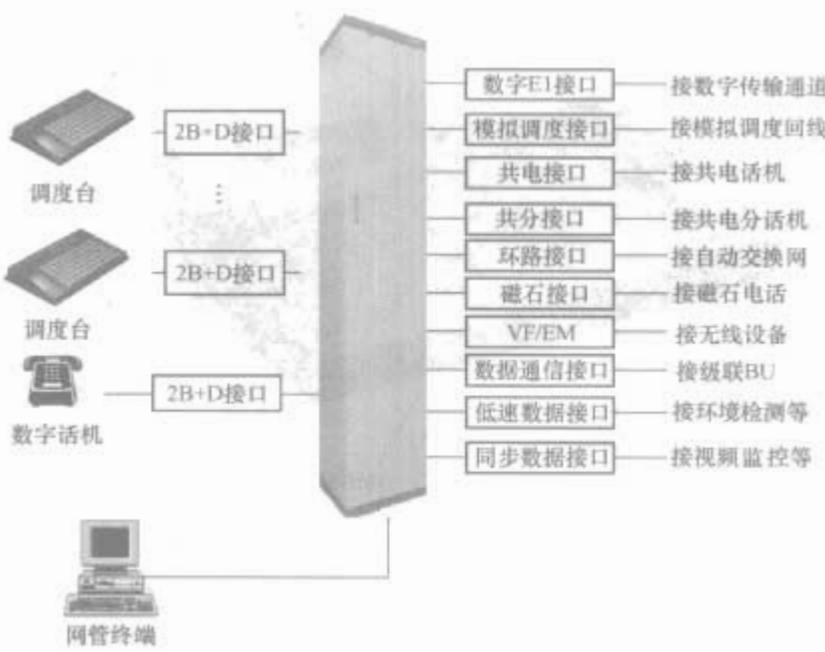 数字E1接口 接数字传输通道
2B+D接口 模拟调度接口 接模拟调度回线
调度台 共电接口 接共电话机
共分接口 接共电分话机
2B+D接口 环路接口 接自动交换网
磁石接口 接磁石电话
调度台 VF/EM 接无线设备
2B+D接口 数据通信接口 接级联BU
数字活机 低速数据接口 接环境检测等
同步数据接口 接视频监控等
网管终端